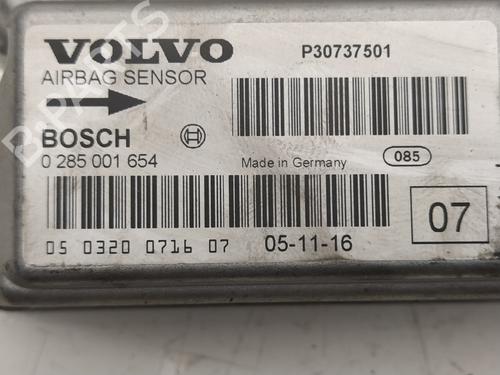 VOLVO
P30737501
AIRBAG SENSOR
BOSCH
0 285 001 654
Made in Germany
085
05 0320 0716 07
05-11-16
07
B-PARTS